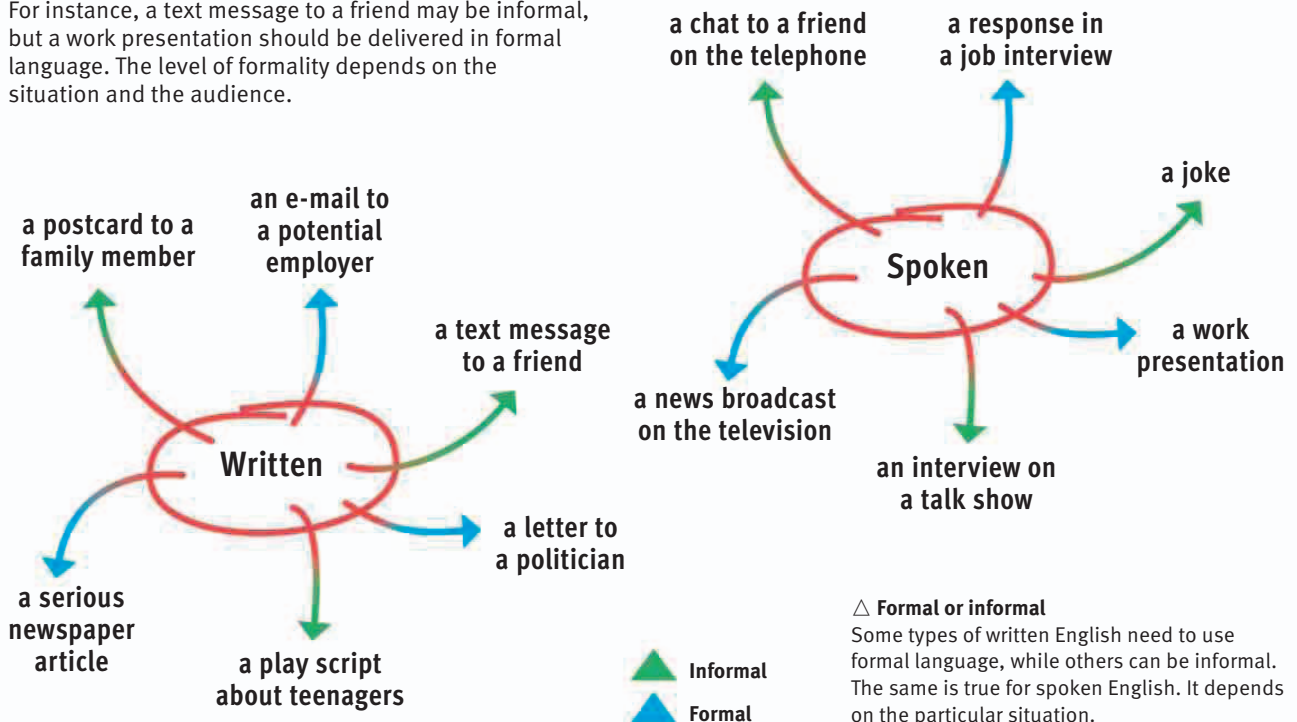 For instance, a text message to a friend may be informal,
but a work presentation should be delivered in formal
language. The level of formality depends on the
situation and the audience.
a postcard to a
family member
an e-mail to
a potential
employer
a text message
to a friend
Written
a letter to
a politician
a serious
newspaper
article
a play script
about teenagers
a chat to a friend
on the telephone
a response in
a job interview
a joke
Spoken
a work
presentation
a news broadcast
on the television
an interview on
a talk show
Informal
Formal
△ Formal or informal
Some types of written English need to use
formal language, while others can be informal.
The same is true for spoken English. It depends
on the particular situation.